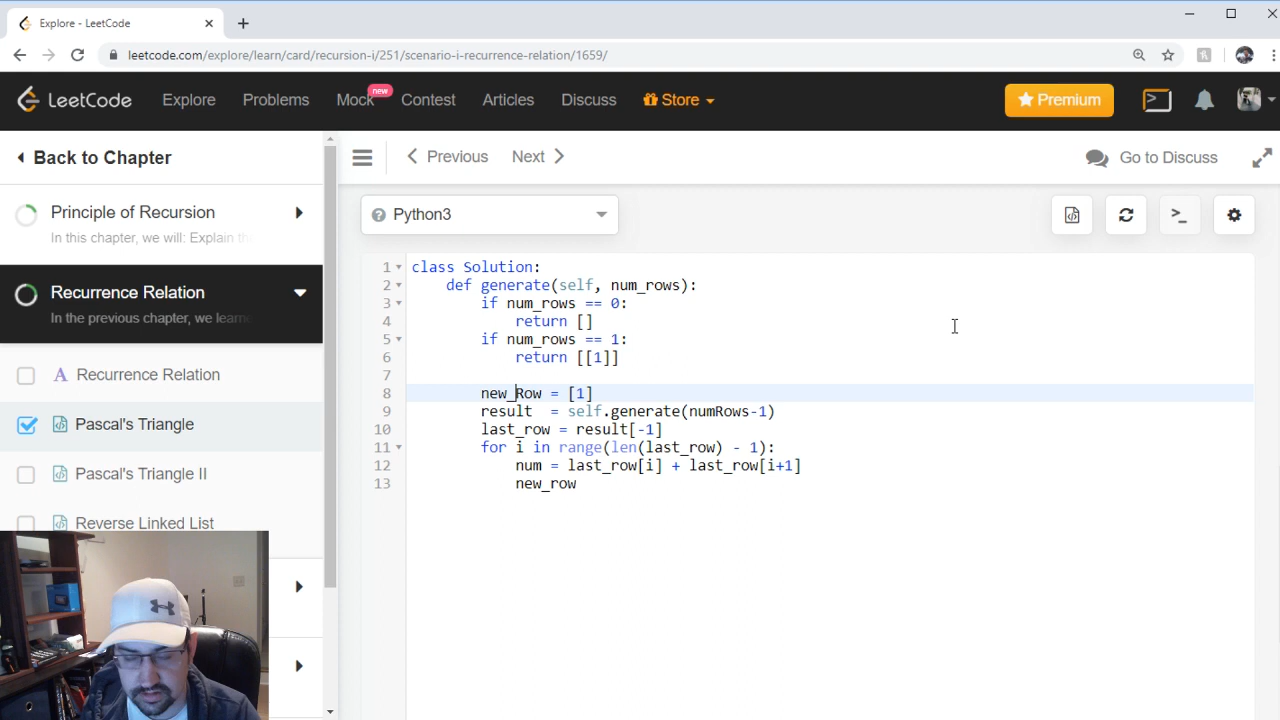 Explore - LeetCode
leetcode.com/explore/learn/card/recursion-i/251/scenario-i-recurrence-relation/1659/
LeetCode Explore Problems Mock new Contest Articles Discuss Store Premium
Back to Chapter
Previous Next Go to Discuss
Principle of Recursion
In this chapter, we will: Explain th
Recurrence Relation
In the previous chapter, we learne
A Recurrence Relation
Pascal's Triangle
Pascal's Triangle II
Reverse Linked List
Python3
1 class Solution:
2 def generate(self, num_rows):
3 if num_rows == 0:
4 return []
5 if num_rows == 1:
6 return [[1]]
7
8 new_Row = [1]
9 result = self.generate(numRows-1)
10 last_row = result[-1]
11 for i in range(len(last_row) - 1):
12 num = last_row[i] + last_row[i+1]
13 new_row